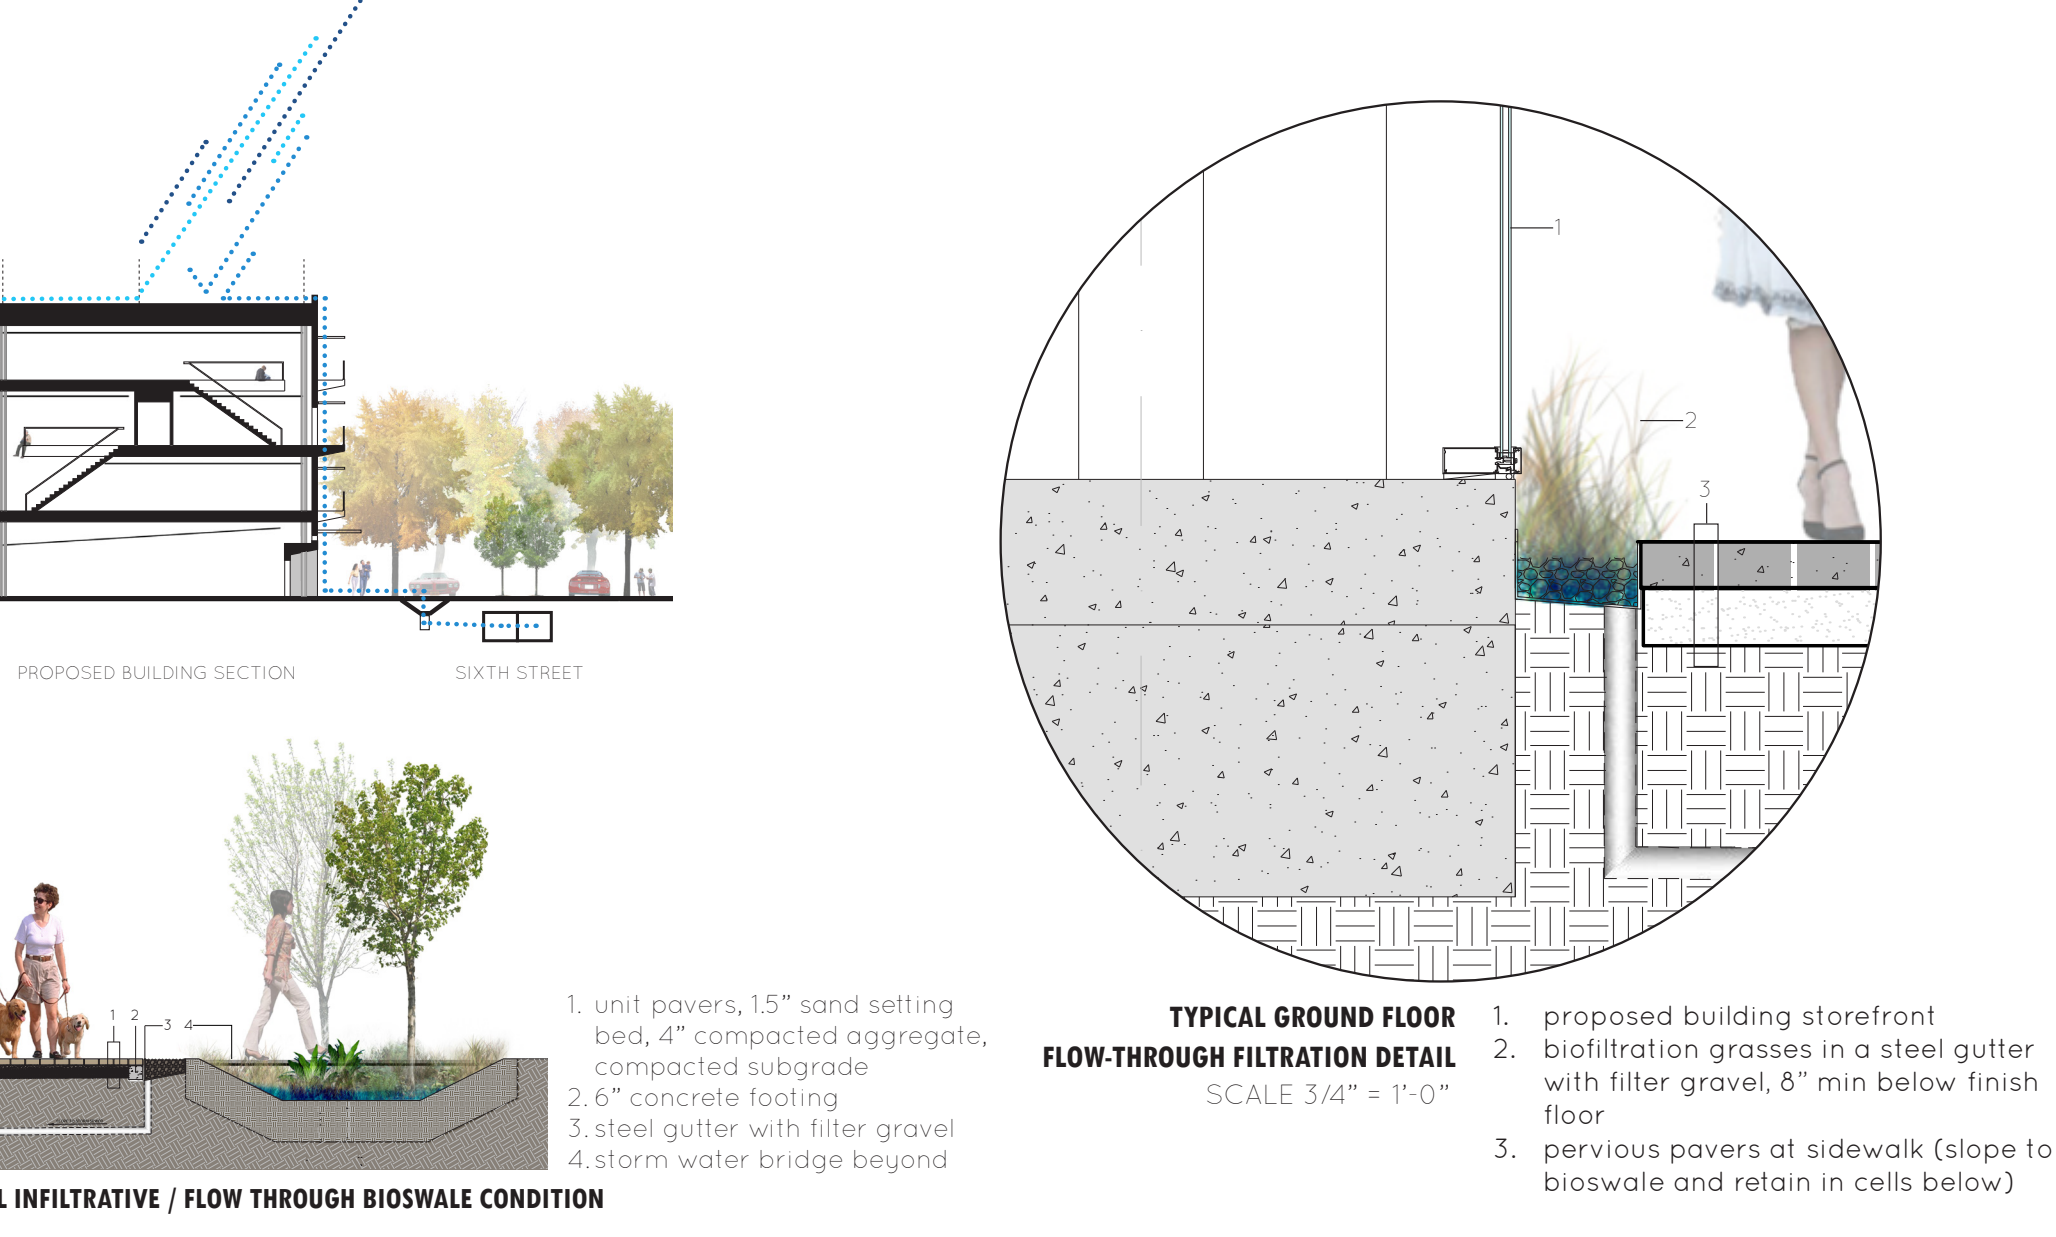 PROPOSED BUILDING SECTION
SIXTH STREET
1
2
3
1 2
3 4
1. unit pavers, 1.5” sand setting
bed, 4” compacted aggregate,
compacted subgrade
2. 6” concrete footing
3. steel gutter with filter gravel
4. storm water bridge beyond
L INFILTRATIVE / FLOW THROUGH BIOSWALE CONDITION
TYPICAL GROUND FLOOR
FLOW-THROUGH FILTRATION DETAIL
SCALE 3/4” = 1’-0”
1. proposed building storefront
2. biofiltration grasses in a steel gutter
with filter gravel, 8” min below finish
floor
3. pervious pavers at sidewalk (slope to
bioswale and retain in cells below)